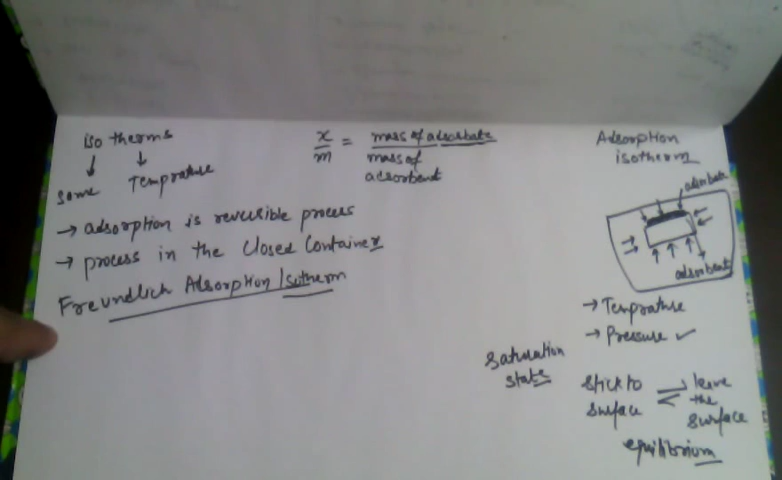 iso therms
↓ ↓
same Temprature
→ adsorption is reversible process
→ process in the closed Container
Freundlich Adsorption Isotherm
x/m = mass of adsorbate / mass of adsorbent
Adsorption
isotherm
adsorbate
adsorbent
→ Temprature
→ Pressure ✓
Saturation
state
stick to ⇌ leave
surface the
surface
equilibrium